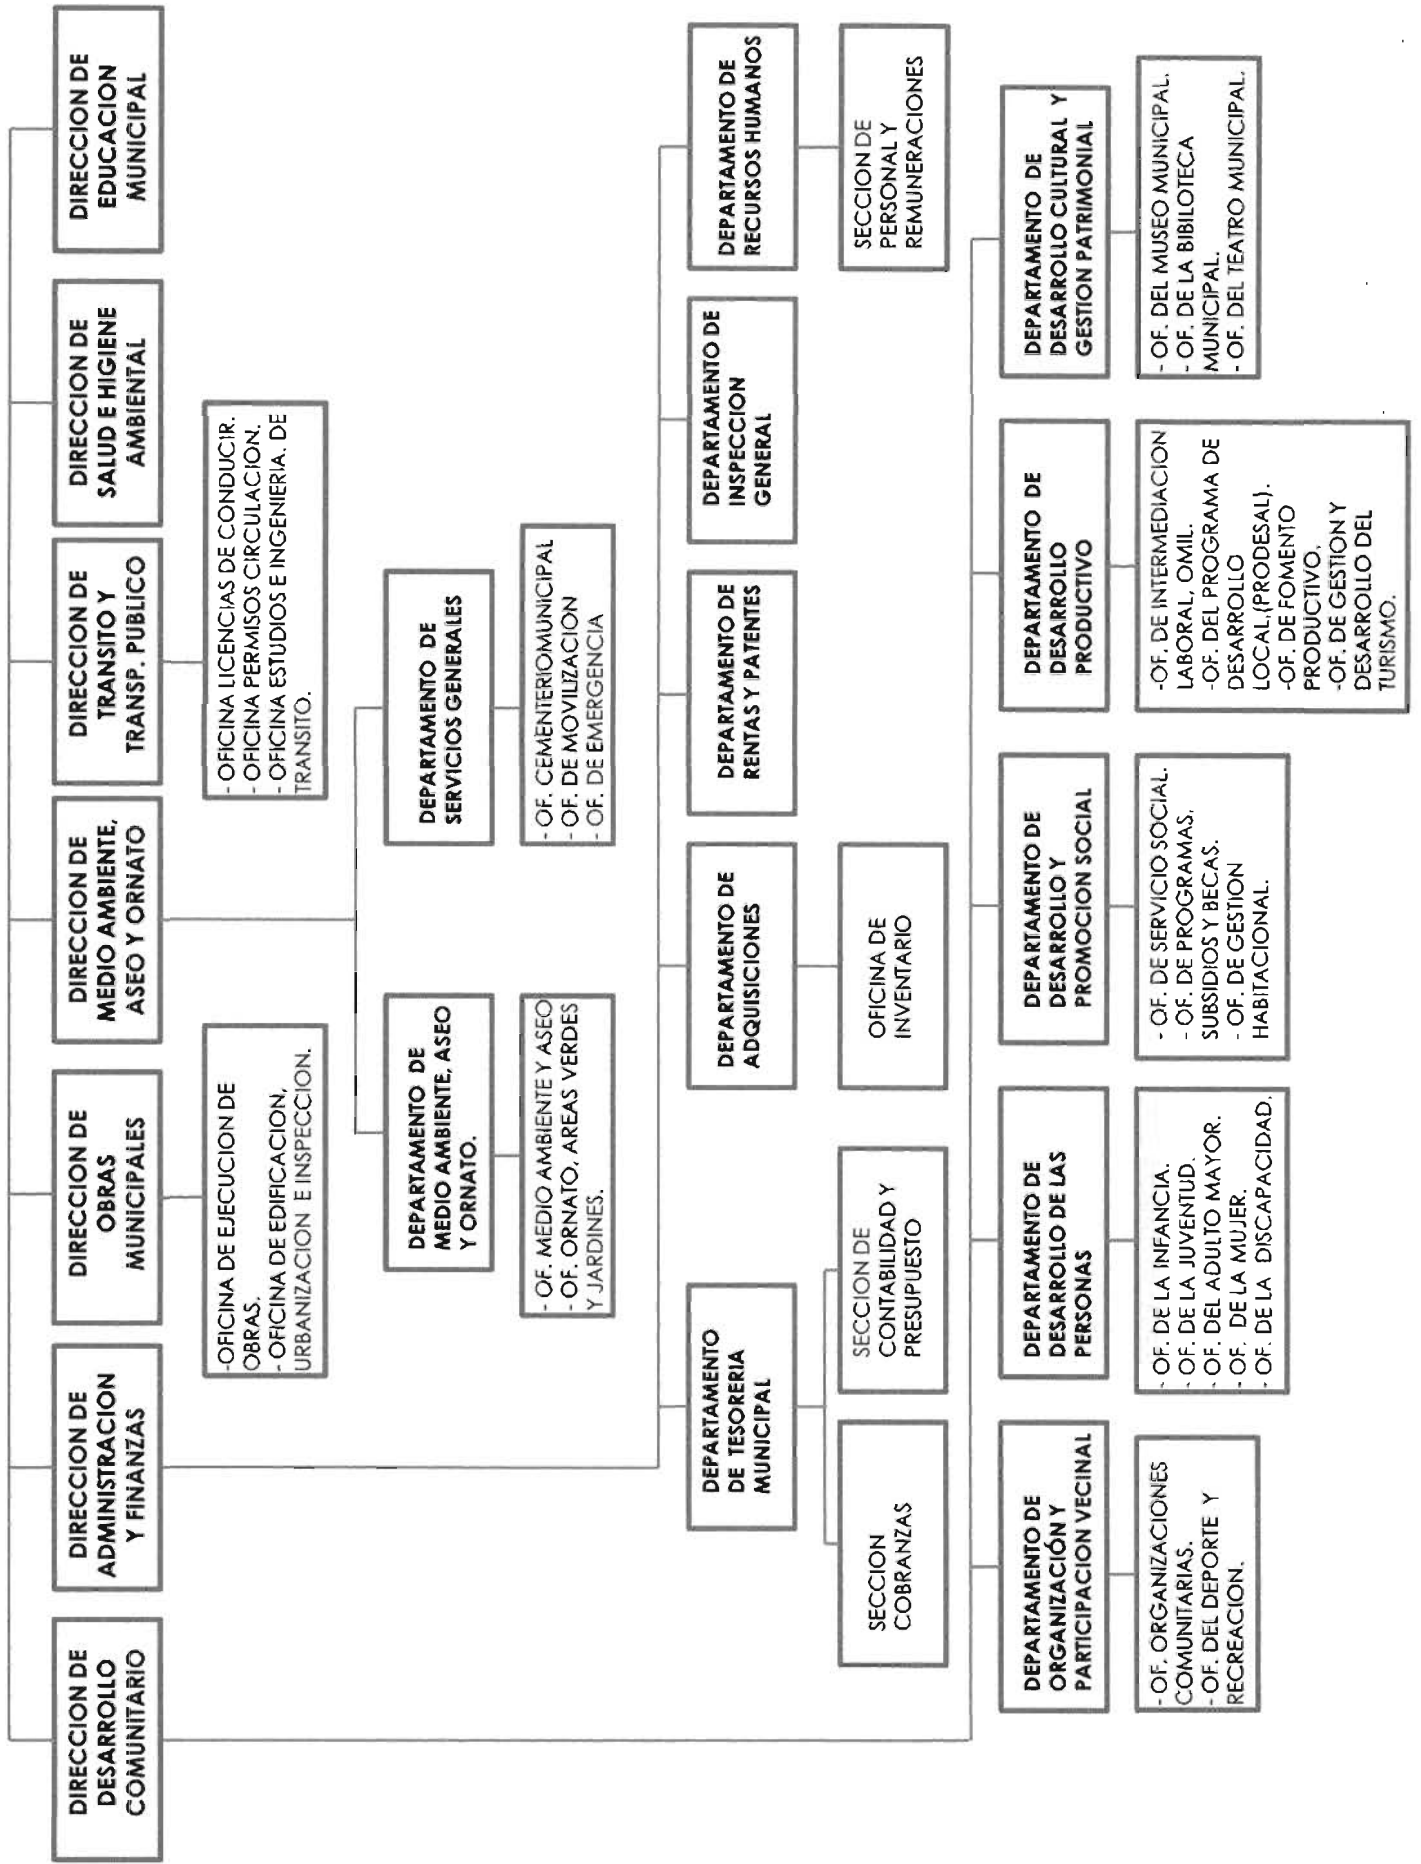 DIRECCION DE
DESARROLLO
COMUNITARIO
DIRECCION DE
ADMINISTRACION
Y FINANZAS
DIRECCION DE
OBRAS
MUNICIPALES
DIRECCION DE
MEDIO AMBIENTE,
ASEO Y ORNATO
DIRECCION DE
TRANSITO Y
TRANSP. PUBLICO
DIRECCION DE
SALUD E HIGIENE
AMBIENTAL
DIRECCION DE
EDUCACION
MUNICIPAL
-OFICINA DE EJECUCION DE
OBRAS.
- OFICINA DE EDIFICACION,
URBANIZACION E INSPECCION.
- OFICINA LICENCIAS DE CONDUCIR.
- OFICINA PERMISOS CIRCULACION.
- OFICINA ESTUDIOS E INGENIERIA. DE
TRANSITO.
DEPARTAMENTO DE
MEDIO AMBIENTE, ASEO
Y ORNATO.
DEPARTAMENTO DE
SERVICIOS GENERALES
- OF. MEDIO AMBIENTE Y ASEO
- OF. ORNATO, AREAS VERDES
Y JARDINES.
- OF. CEMENTERIOMUNICIPAL
- OF. DE MOVILIZACION
- OF. DE EMERGENCIA
DEPARTAMENTO
DE TESORERIA
MUNICIPAL
DEPARTAMENTO DE
ADQUISICIONES
DEPARTAMENTO DE
RENTAS Y PATENTES
DEPARTAMENTO DE
INSPECCION
GENERAL
DEPARTAMENTO DE
RECURSOS HUMANOS
SECCION
COBRANZAS
SECCION DE
CONTABILIDAD Y
PRESUPUESTO
OFICINA DE
INVENTARIO
SECCION DE
PERSONAL Y
REMUNERACIONES
DEPARTAMENTO DE
ORGANIZACIÓN Y
PARTICIPACION VECINAL
DEPARTAMENTO DE
DESARROLLO DE LAS
PERSONAS
DEPARTAMENTO DE
DESARROLLO Y
PROMOCION SOCIAL
DEPARTAMENTO DE
DESARROLLO
PRODUCTIVO
DEPARTAMENTO DE
DESARROLLO CULTURAL Y
GESTION PATRIMONIAL
- OF. ORGANIZACIONES
COMUNITARIAS.
- OF. DEL DEPORTE Y
RECREACION.
- OF. DE LA INFANCIA.
- OF. DE LA JUVENTUD.
- OF. DEL ADULTO MAYOR.
- OF. DE LA MUJER.
- OF. DE LA DISCAPACIDAD.
- OF. DE SERVICIO SOCIAL.
- OF. DE PROGRAMAS,
SUBSIDIOS Y BECAS.
- OF. DE GESTION
HABITACIONAL.
-OF. DE INTERMEDIACION
LABORAL, OMIL.
-OF. DEL PROGRAMA DE
DESARROLLO
LOCAL,(PRODESAL).
-OF. DE FOMENTO
PRODUCTIVO.
-OF. DE GESTION Y
DESARROLLO DEL
TURISMO.
- OF. DEL MUSEO MUNICIPAL.
- OF. DE LA BIBILOTECA
MUNICIPAL.
- OF. DEL TEATRO MUNICIPAL.